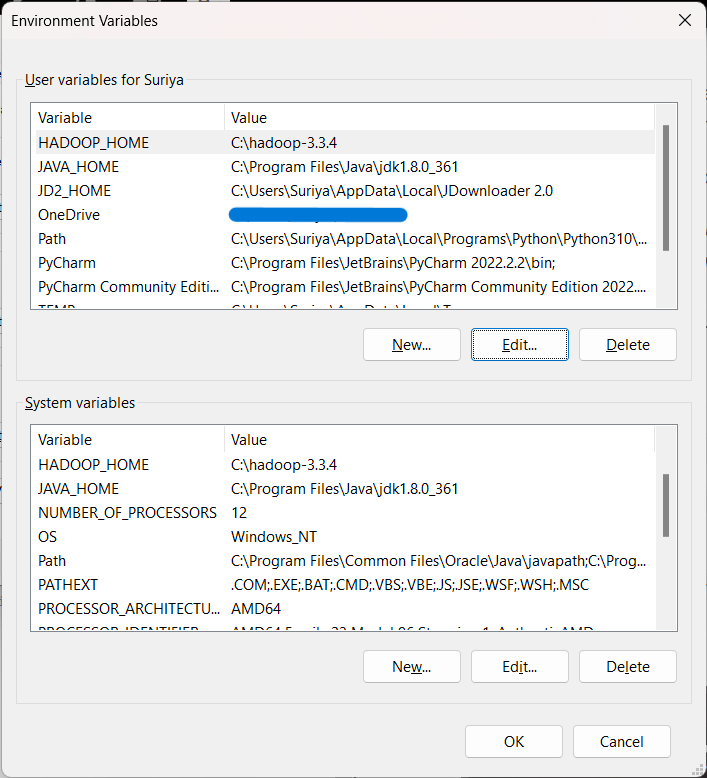 Environment Variables
User variables for Suriya
Variable Value
HADOOP_HOME C:\hadoop-3.3.4
JAVA_HOME C:\Program Files\Java\jdk1.8.0_361
JD2_HOME C:\Users\Suriya\AppData\Local\JDownloader 2.0
OneDrive
Path C:\Users\Suriya\AppData\Local\Programs\Python\Python310\...
PyCharm C:\Program Files\JetBrains\PyCharm 2022.2.2\bin;
PyCharm Community Editi... C:\Program Files\JetBrains\PyCharm Community Edition 2022....
New... Edit... Delete
System variables
Variable Value
HADOOP_HOME C:\hadoop-3.3.4
JAVA_HOME C:\Program Files\Java\jdk1.8.0_361
NUMBER_OF_PROCESSORS 12
OS Windows_NT
Path C:\Program Files\Common Files\Oracle\Java\javapath;C:\Prog...
PATHEXT .COM;.EXE;.BAT;.CMD;.VBS;.VBE;.JS;.JSE;.WSF;.WSH;.MSC
PROCESSOR_ARCHITECTU... AMD64
New... Edit... Delete
OK Cancel